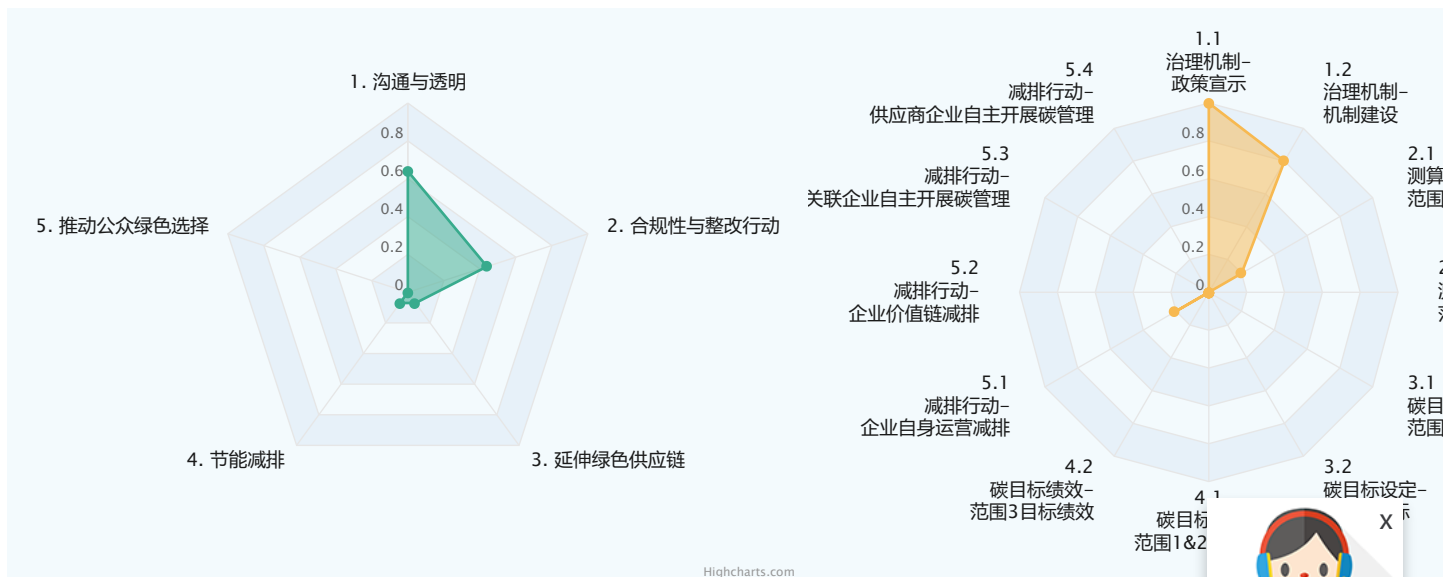 1. 沟通与透明
2. 合规性与整改行动
3. 延伸绿色供应链
4. 节能减排
5. 推动公众绿色选择
0.8
0.6
0.4
0.2
0
1.1
治理机制–
政策宣示
1.2
治理机制–
机制建设
2.1
测算
范围
3.1
碳目
范围
3.2
碳目标设定–
4.1
碳目标
范围1&2
4.2
碳目标绩效–
范围3目标绩效
5.1
减排行动–
企业自身运营减排
5.2
减排行动–
企业价值链减排
5.3
减排行动–
关联企业自主开展碳管理
5.4
减排行动–
供应商企业自主开展碳管理
0.8
0.6
0.4
0.2
0
X
Highcharts.com